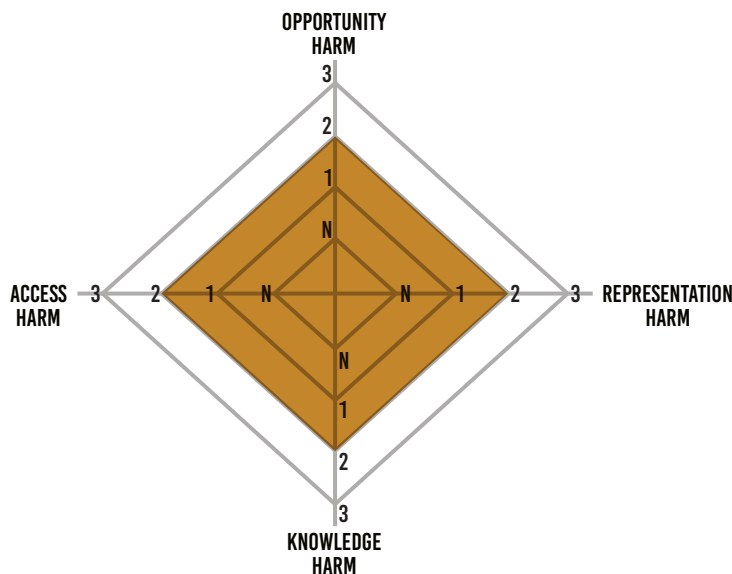 OPPORTUNITY
HARM
3
2
1
N
ACCESS
HARM
3 2 1 N N 1 2 3
REPRESENTATION
HARM
N
1
2
3
KNOWLEDGE
HARM